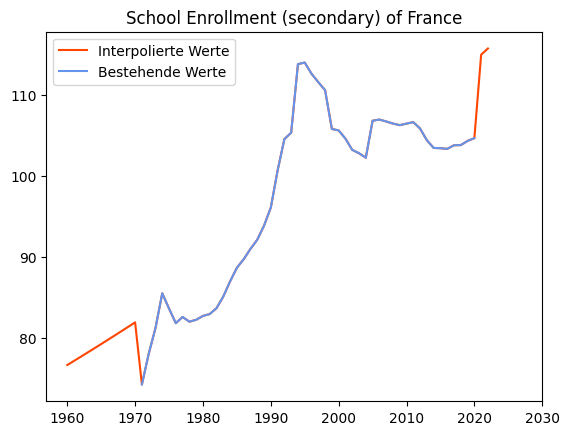 School Enrollment (secondary) of France
Interpolierte Werte
Bestehende Werte
110
100
90
80
1960 1970 1980 1990 2000 2010 2020 2030